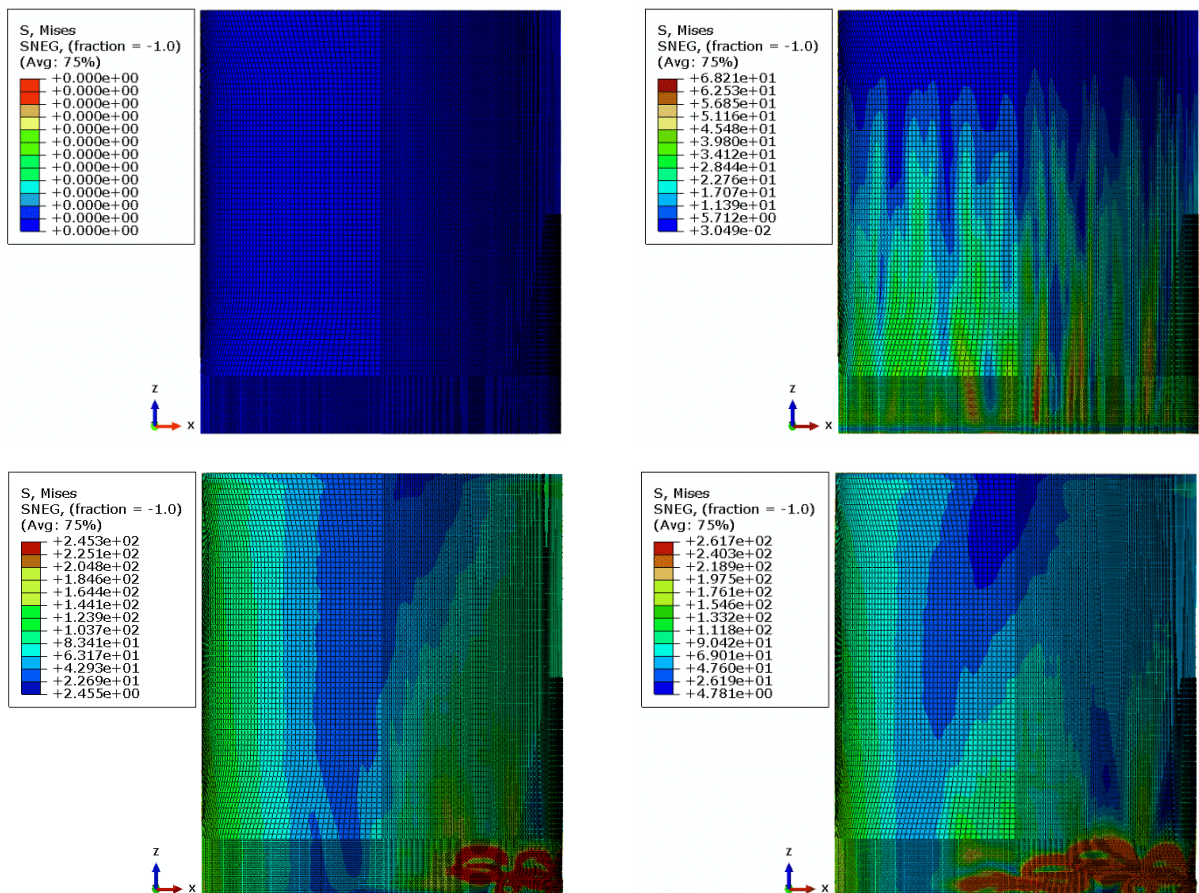 S, Mises
SNEG, (fraction = -1.0)
(Avg: 75%)
+0.000e+00
+0.000e+00
+0.000e+00
+0.000e+00
+0.000e+00
+0.000e+00
+0.000e+00
+0.000e+00
+0.000e+00
+0.000e+00
+0.000e+00
+0.000e+00
+0.000e+00
z
x
S, Mises
SNEG, (fraction = -1.0)
(Avg: 75%)
+6.821e+01
+6.253e+01
+5.685e+01
+5.116e+01
+4.548e+01
+3.980e+01
+3.412e+01
+2.844e+01
+2.276e+01
+1.707e+01
+1.139e+01
+5.712e+00
+3.049e-02
z
x
S, Mises
SNEG, (fraction = -1.0)
(Avg: 75%)
+2.453e+02
+2.251e+02
+2.048e+02
+1.846e+02
+1.644e+02
+1.441e+02
+1.239e+02
+1.037e+02
+8.341e+01
+6.317e+01
+4.293e+01
+2.269e+01
+2.455e+00
z
x
S, Mises
SNEG, (fraction = -1.0)
(Avg: 75%)
+2.617e+02
+2.403e+02
+2.189e+02
+1.975e+02
+1.761e+02
+1.546e+02
+1.332e+02
+1.118e+02
+9.042e+01
+6.901e+01
+4.760e+01
+2.619e+01
+4.781e+00
z
x